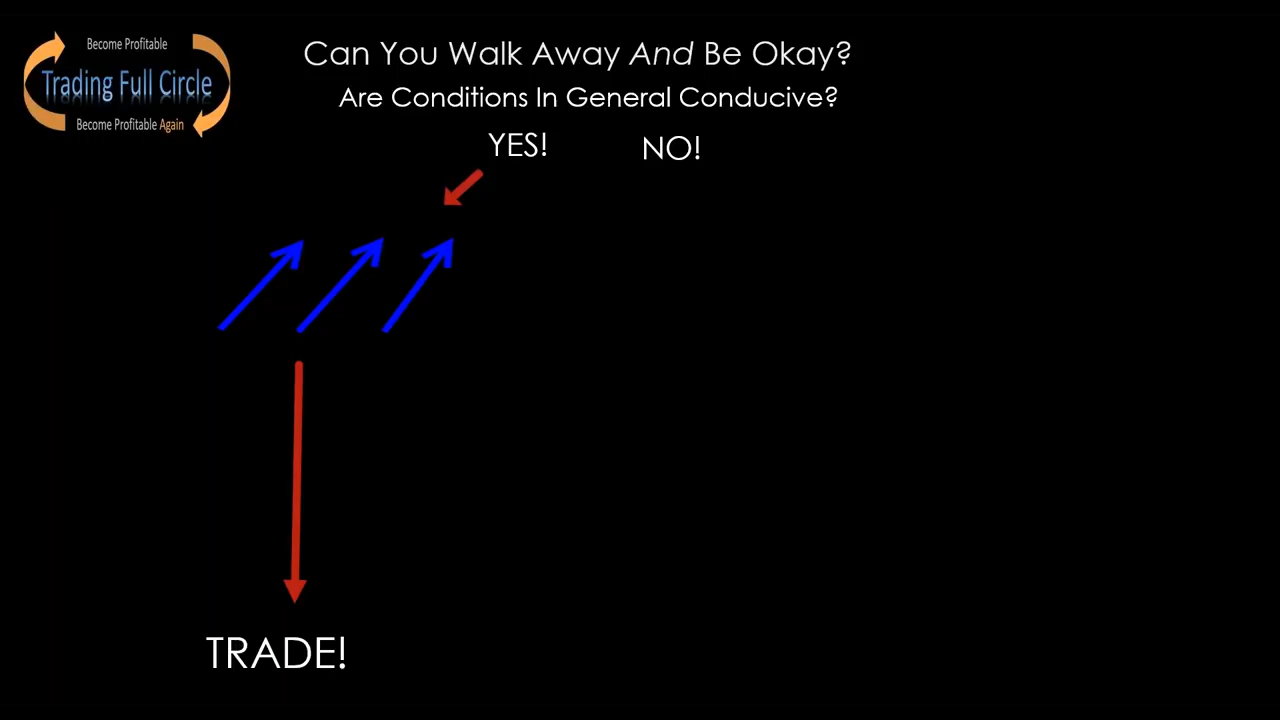 Become Profitable
Trading Full Circle
Become Profitable Again
Can You Walk Away And Be Okay?
Are Conditions In General Conducive?
YES! NO!
TRADE!